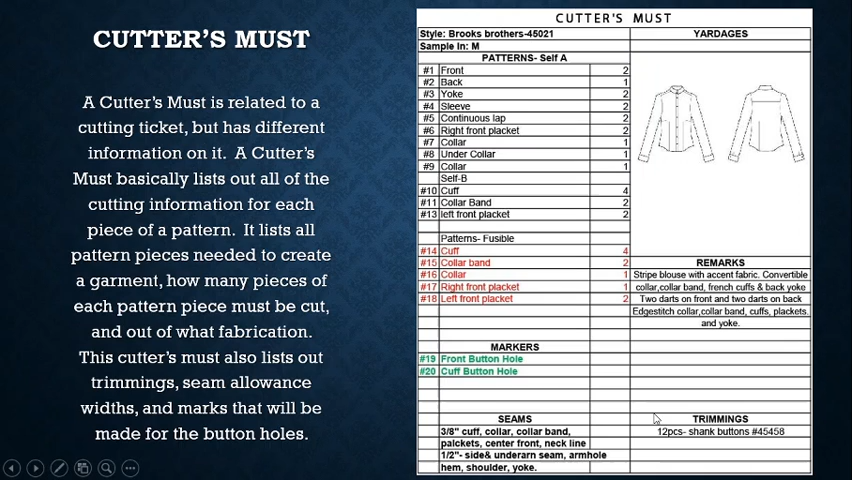 CUTTER'S MUST
A Cutter's Must is related to a
cutting ticket, but has different
information on it. A Cutter's
Must basically lists out all of the
cutting information for each
piece of a pattern. It lists all
pattern pieces needed to create
a garment, how many pieces of
each pattern piece must be cut,
and out of what fabrication.
This cutter's must also lists out
trimmings, seam allowance
widths, and marks that will be
made for the button holes.
CUTTER'S MUST
Style: Brooks brothers-45021
Sample In: M
PATTERNS- Self A
#1 Front 2
#2 Back 1
#3 Yoke 2
#4 Sleeve 2
#5 Continuous lap 2
#6 Right front placket 2
#7 Collar 1
#8 Under Collar 1
#9 Collar 1
Self-B
#10 Cuff 4
#11 Collar Band 2
#13 left front placket 2
Patterns- Fusible
#14 Cuff 4
#15 Collar band 2
#16 Collar 1
#17 Right front placket 1
#18 Left front placket 2
MARKERS
#19 Front Button Hole
#20 Cuff Button Hole
SEAMS
3/8" cuff, collar, collar band,
palckets, center front, neck line
1/2"- side& underarn seam, armhole
hem, shoulder, yoke.
YARDAGES
REMARKS
Stripe blouse with accent fabric. Convertible
collar,collar band, french cuffs & back yoke
Two darts on front and two darts on back
Edgestitch collar,collar band, cuffs, plackets.
and yoke.
TRIMMINGS
12pcs- shank buttons #45458